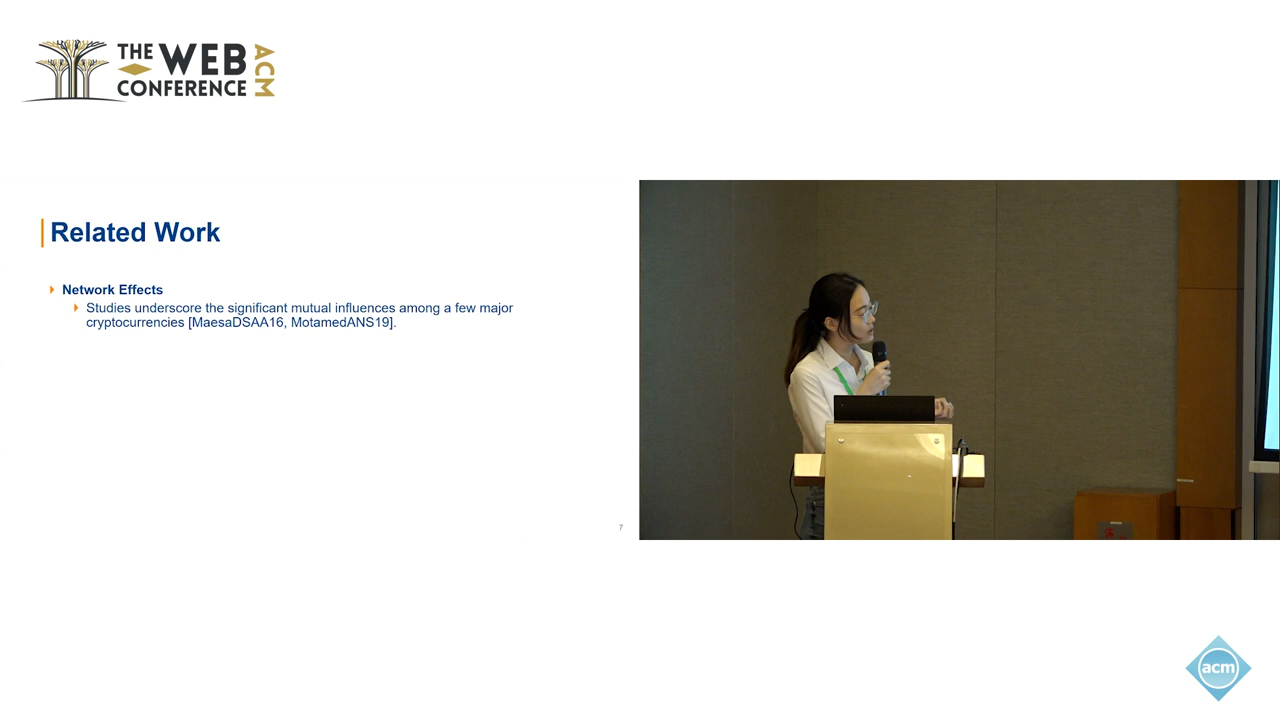 THE WEB
CONFERENCE
ACM
Related Work
Network Effects
Studies underscore the significant mutual influences among a few major
cryptocurrencies [MaesaDSAA16, MotamedANS19].
7
acm